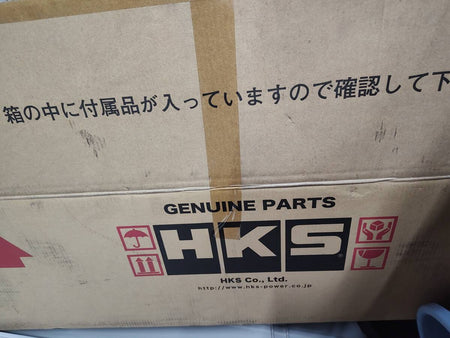 箱の中に付属品が入っていますので確認して下
GENUINE PARTS
HKS
HKS Co., Ltd.
http://www.hks-power.co.jp